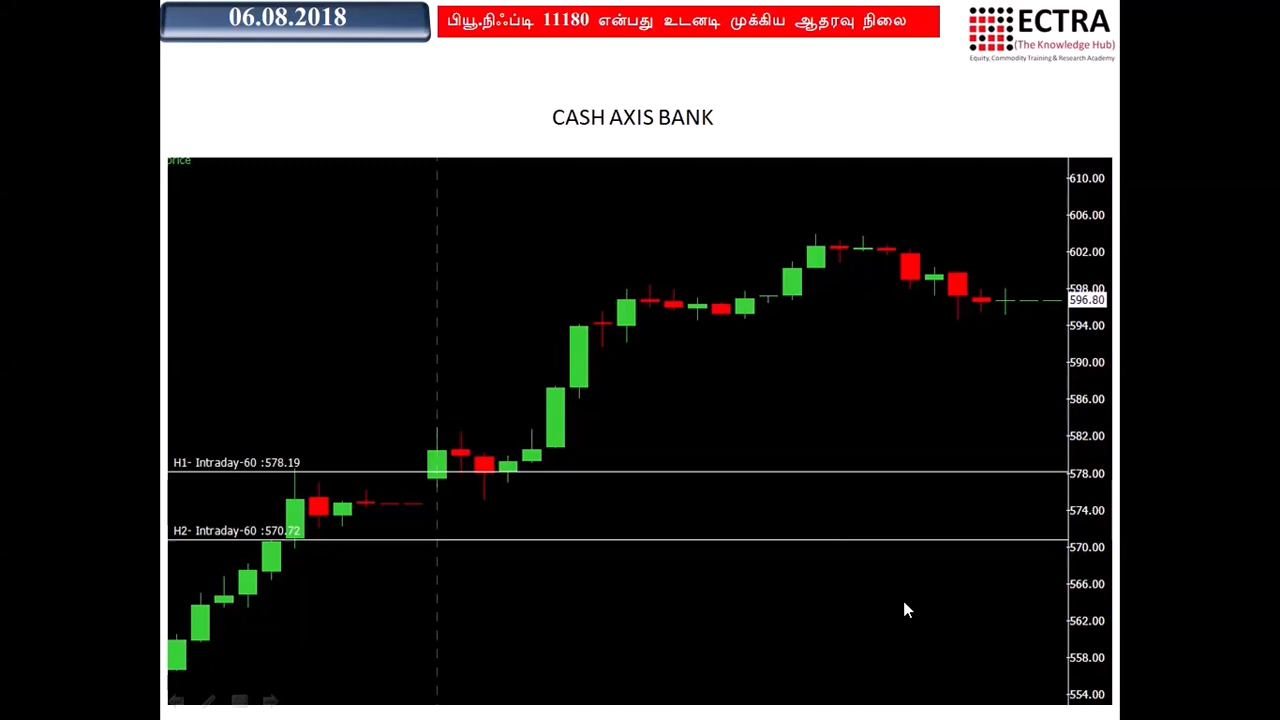 06.08.2018
பியூ.நிஃப்டி 11180 என்பது உடனடி முக்கிய ஆதரவு நிலை
ECTRA
(The Knowledge Hub)
Equity, Commodity Training & Research Academy
CASH AXIS BANK
price
610.00
606.00
602.00
598.00
596.80
594.00
590.00
586.00
582.00
H1- Intraday-60 :578.19
578.00
574.00
H2- Intraday-60 :570.72
570.00
566.00
562.00
558.00
554.00